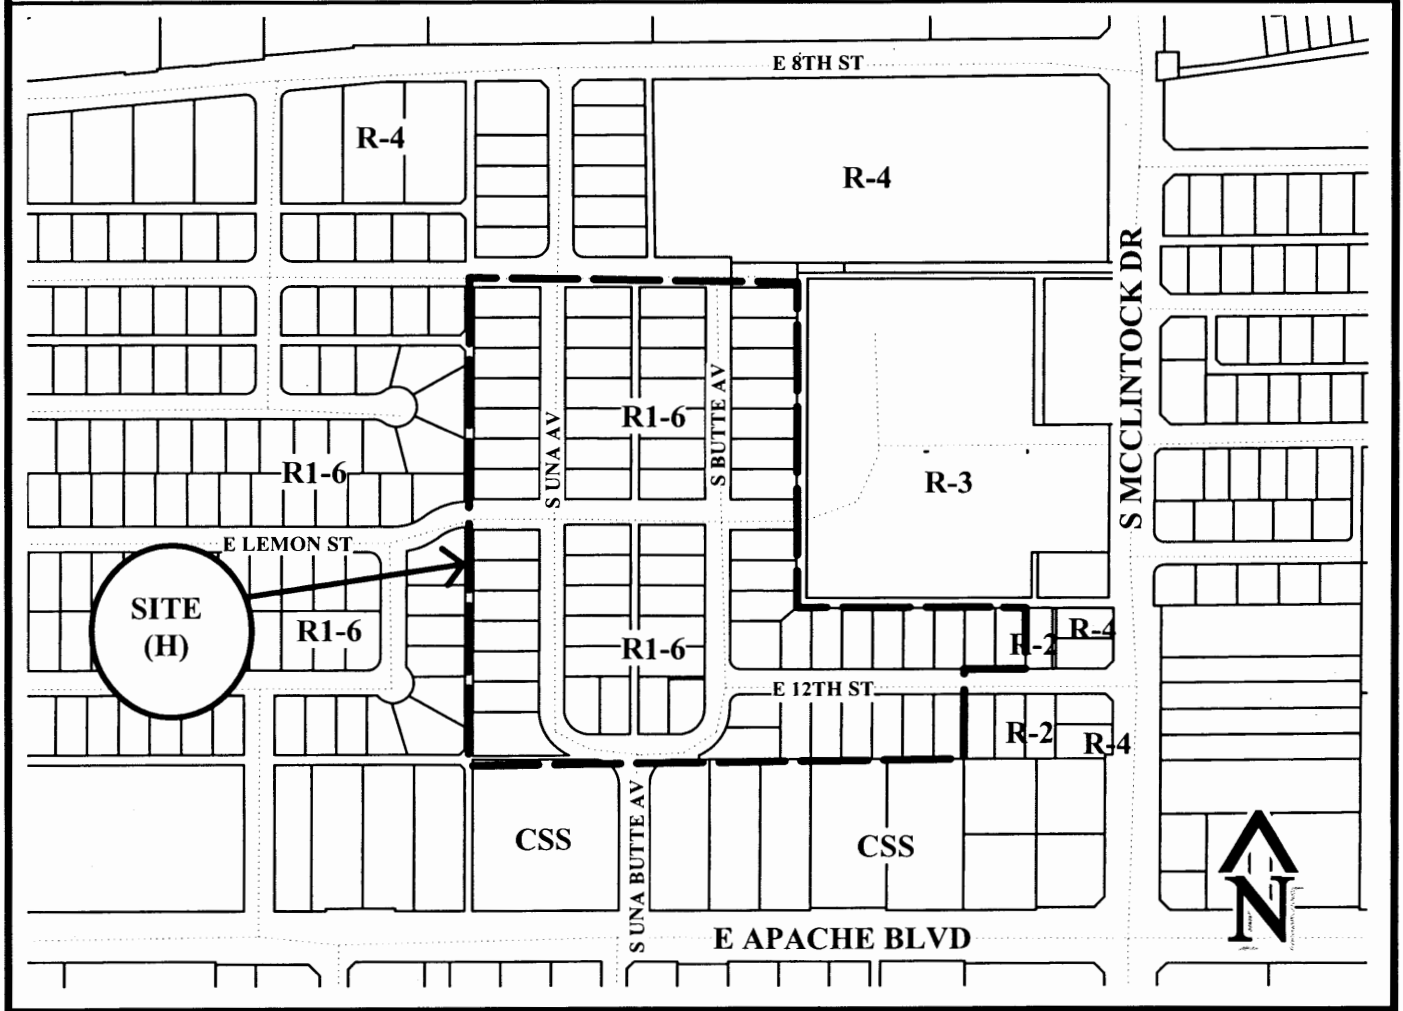 E 8TH ST
R-4
R-4
S MCCLINTOCK DR
S UNA AV
S BUTTE AV
R1-6
R1-6
R-3
E LEMON ST
SITE
(H)
R1-6
R1-6
R-2
R-4
E 12TH ST
R-2
R-4
CSS
CSS
S UNA BUTTE AV
E APACHE BLVD
N